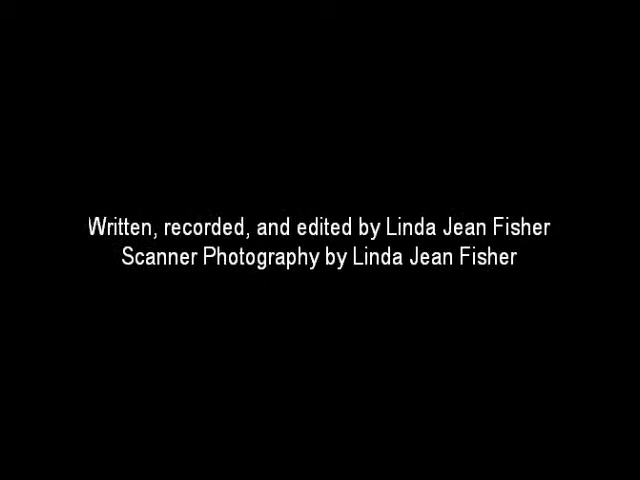 Written, recorded, and edited by Linda Jean Fisher
Scanner Photography by Linda Jean Fisher